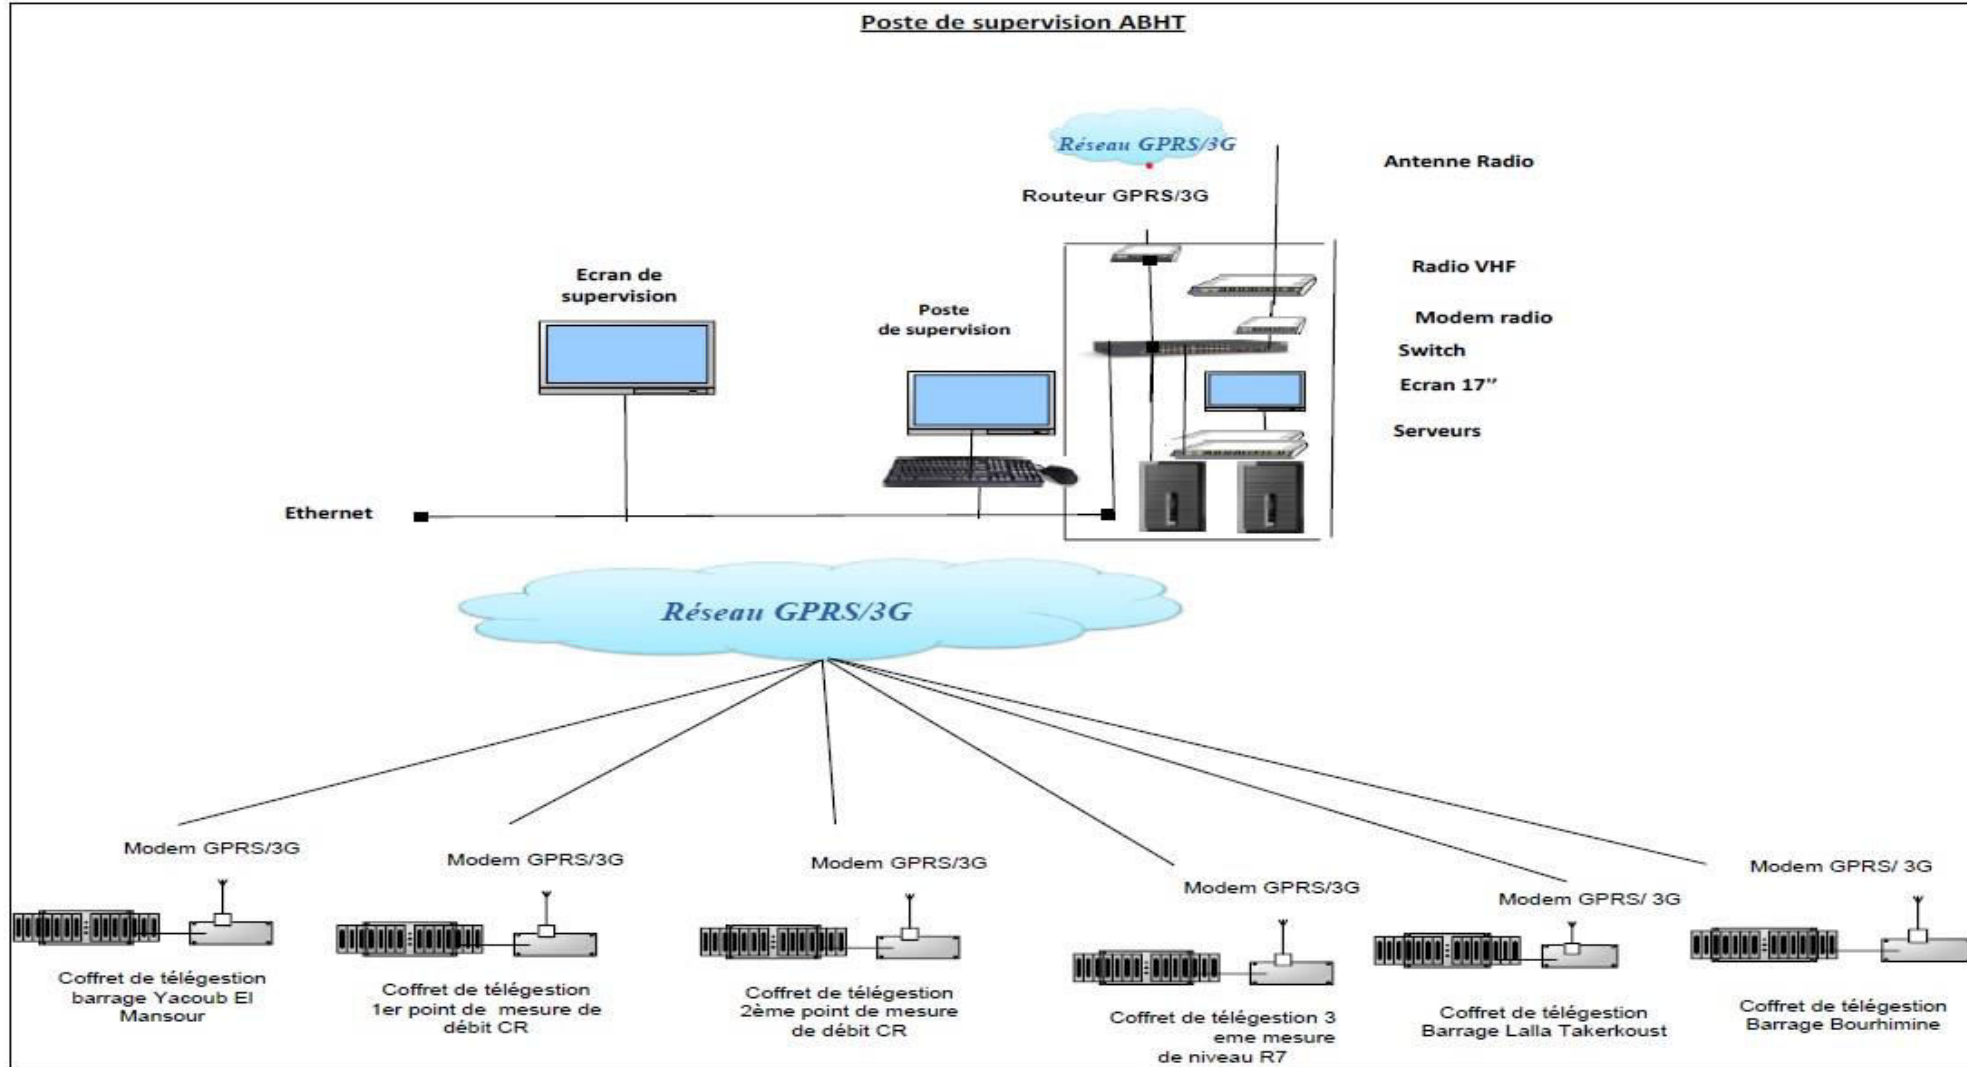 Poste de supervision ABHT
Réseau GPRS/3G
Antenne Radio
Routeur GPRS/3G
Ecran de
supervision
Radio VHF
Poste
de supervision
Modem radio
Switch
Ecran 17’’
Serveurs
Ethernet
Réseau GPRS/3G
Modem GPRS/3G
Modem GPRS/3G
Modem GPRS/3G
Modem GPRS/3G
Modem GPRS/ 3G
Modem GPRS/ 3G
Coffret de télégestion
barrage Yacoub El
Mansour
Coffret de télégestion
1er point de mesure de
débit CR
Coffret de télégestion
2ème point de mesure
de débit CR
Coffret de télégestion 3
eme mesure
de niveau R7
Coffret de télégestion
Barrage Lalla Takerkoust
Coffret de télégestion
Barrage Bourhimine